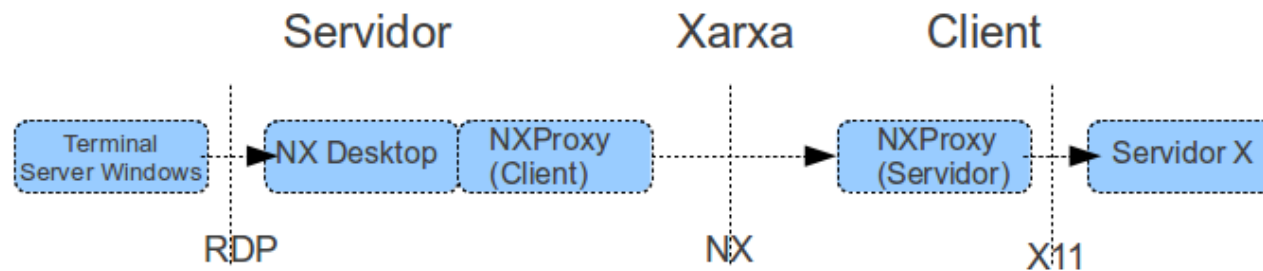 Servidor
Xarxa
Client
Terminal
Server Windows
NX Desktop
NXProxy
(Client)
NXProxy
(Servidor)
Servidor X
RDP
NX
X11